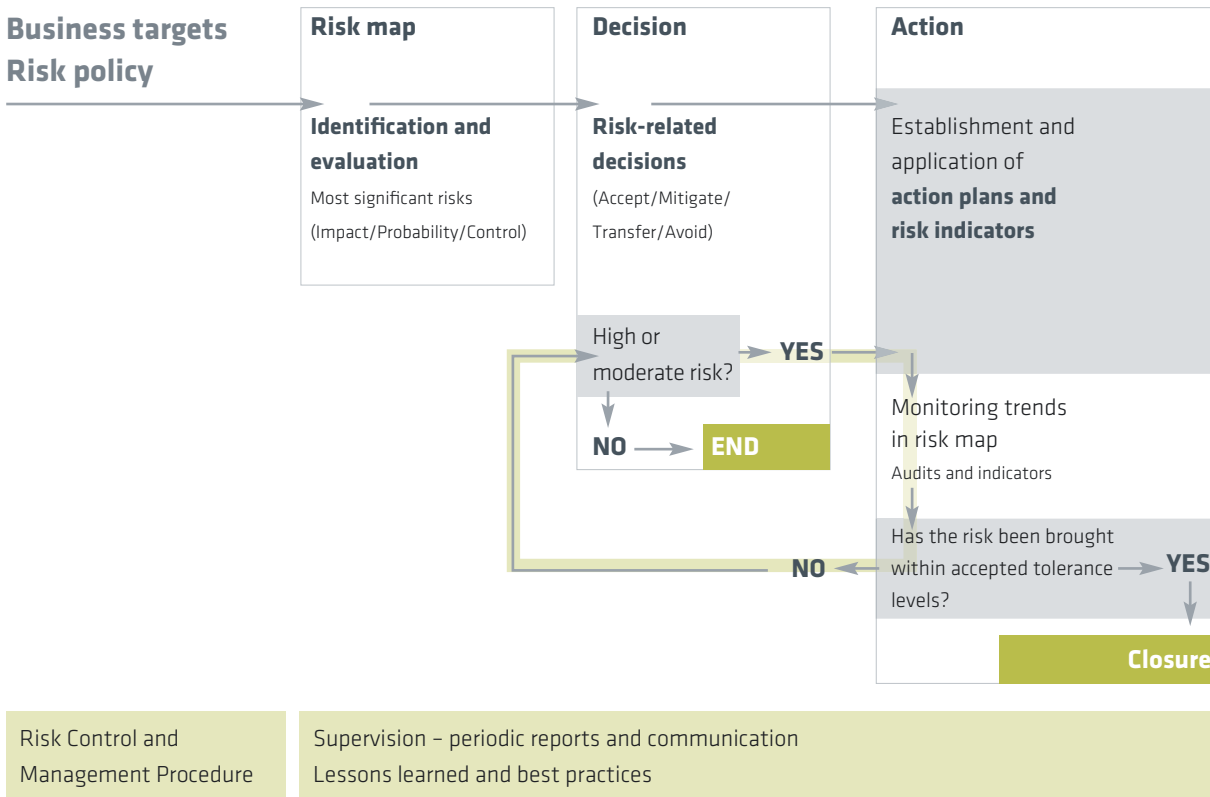 Business targets
Risk policy
Risk map
Identification and
evaluation
Most significant risks
(Impact/Probability/Control)
Decision
Risk-related
decisions
(Accept/Mitigate/
Transfer/Avoid)
High or
moderate risk?
YES
NO
END
Action
Establishment and
application of
action plans and
risk indicators
Monitoring trends
in risk map
Audits and indicators
Has the risk been brought
within accepted tolerance
levels?
NO
YES
Closure
Risk Control and
Management Procedure
Supervision – periodic reports and communication
Lessons learned and best practices